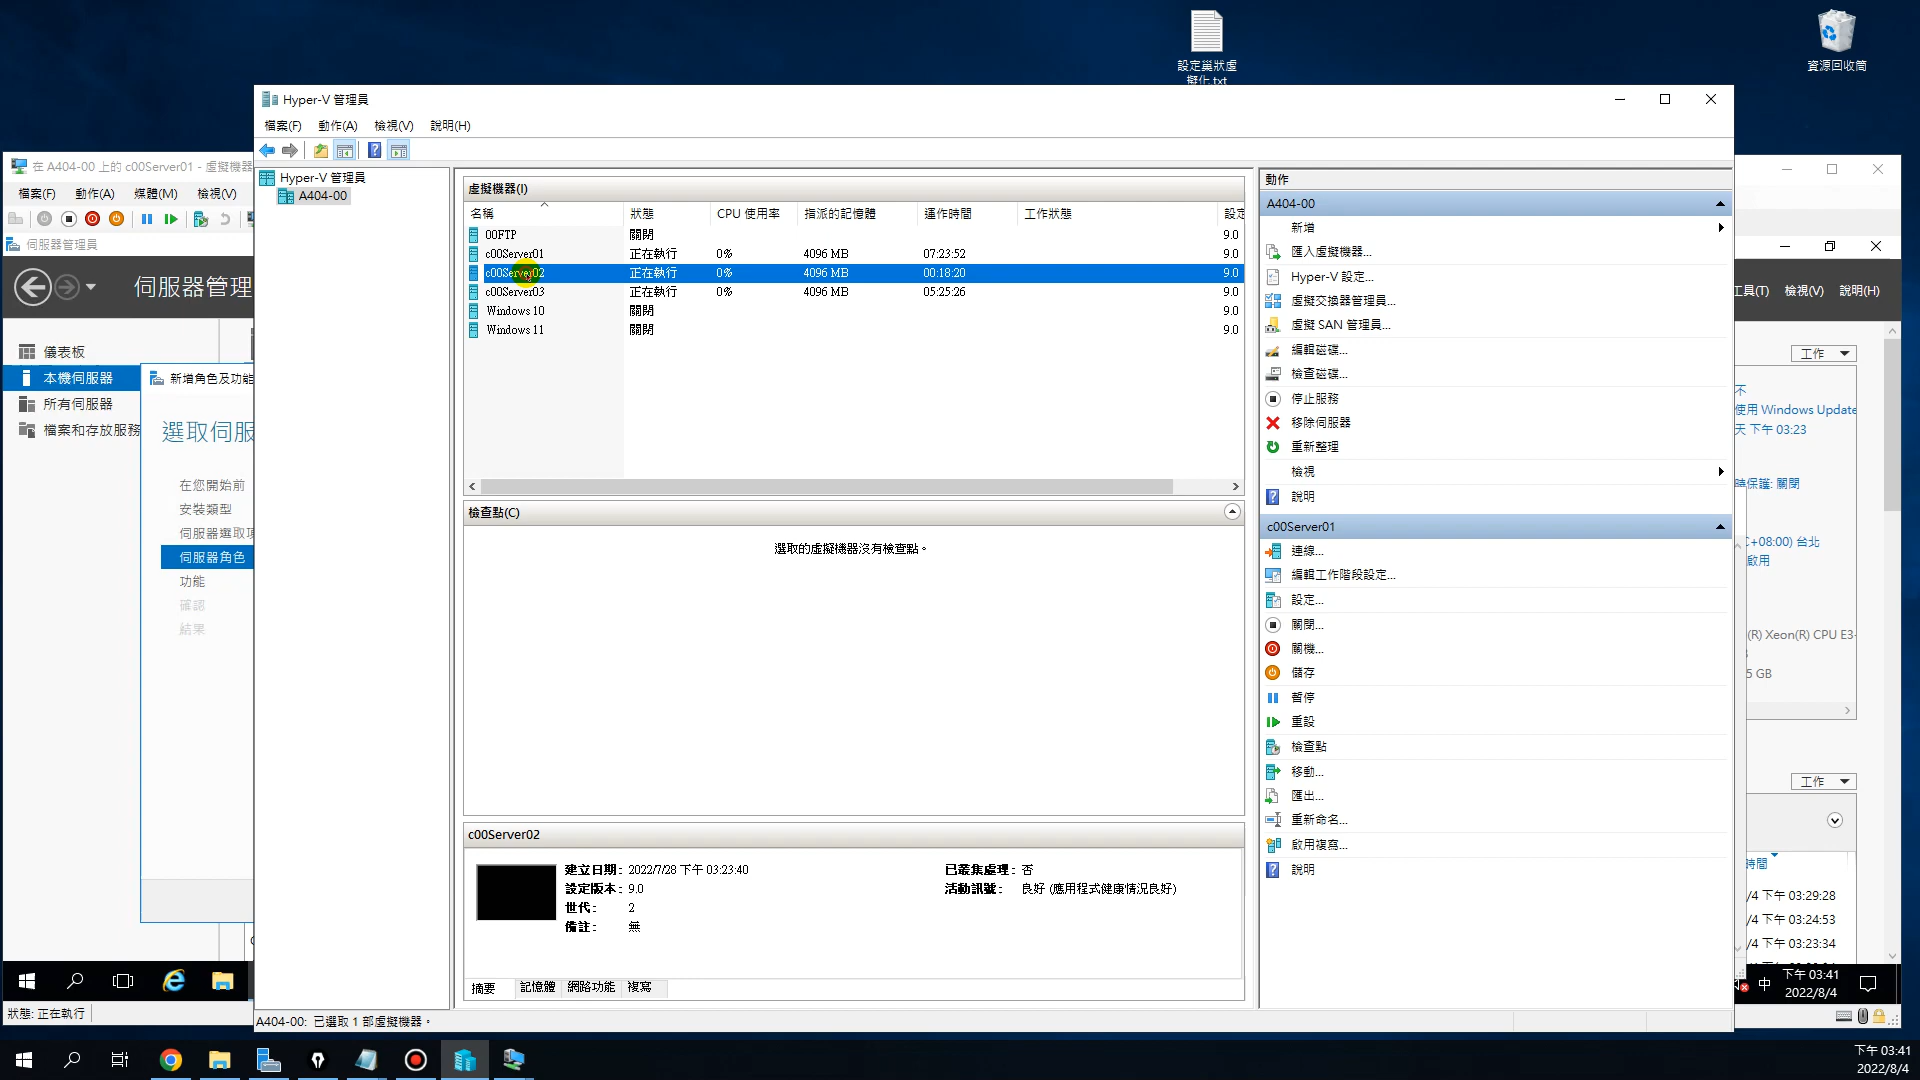 設定巢狀虛
擬化.txt
資源回收筒
Hyper-V 管理員
檔案(F) 動作(A) 檢視(V) 說明(H)
Hyper-V 管理員
A404-00
虛擬機器(I)
名稱 狀態 CPU 使用率 指派的記憶體 運作時間 工作狀態 設定
00FTP 關閉 9.0
c00Server01 正在執行 0% 4096 MB 07:23:52 9.0
c00Server02 正在執行 0% 4096 MB 00:18:20 9.0
c00Server03 正在執行 0% 4096 MB 05:25:26 9.0
Windows 10 關閉 9.0
Windows 11 關閉 9.0
檢查點(C)
選取的虛擬機器沒有檢查點。
c00Server02
建立日期: 2022/7/28 下午 03:23:40
設定版本: 9.0
世代: 2
備註: 無
已叢集處理: 否
活動訊號: 良好 (應用程式健康情況良好)
摘要 記憶體 網路功能 複寫
A404-00: 已選取 1 部虛擬機器。
動作
A404-00
新增
匯入虛擬機器...
Hyper-V 設定...
虛擬交換器管理員...
虛擬 SAN 管理員...
編輯磁碟...
檢查磁碟...
停止服務
移除伺服器
重新整理
檢視
說明
c00Server01
連線...
編輯工作階段設定...
設定...
關閉...
關機...
儲存
暫停
重設
檢查點
移動...
匯出...
重新命名...
啟用複寫...
說明
在 A404-00 上的 c00Server01 - 虛擬機器
檔案(F) 動作(A) 媒體(M) 檢視(V)
伺服器管理員
伺服器管理
儀表板
本機伺服器
所有伺服器
檔案和存放服務
新增角色及功能
選取伺服
在您開始前
安裝類型
伺服器選取項
伺服器角色
功能
確認
結果
狀態: 正在執行
工具(T) 檢視(V) 說明(H)
工作
不
使用 Windows Update
天 下午 03:23
時保護: 關閉
C+08:00) 台北
啟用
(R) Xeon(R) CPU E3-
5 GB
工作
時間
/4 下午 03:29:28
/4 下午 03:24:53
/4 下午 03:23:34
中
下午 03:41
2022/8/4
下午 03:41
2022/8/4